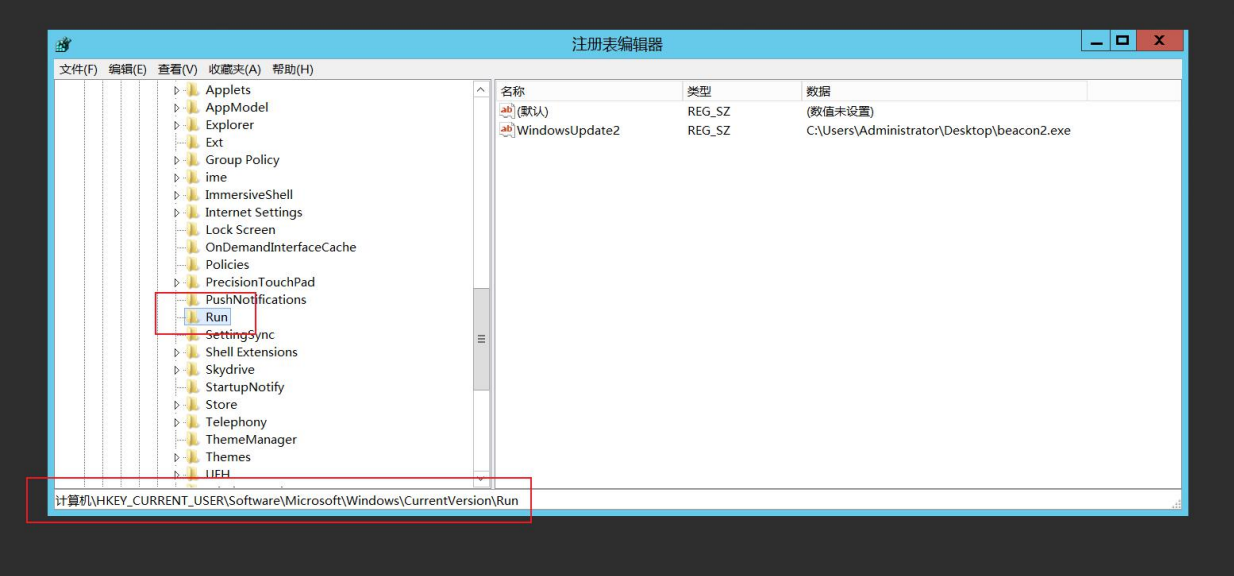 注册表编辑器
文件(F) 编辑(E) 查看(V) 收藏夹(A) 帮助(H)
Applets
AppModel
Explorer
Ext
Group Policy
ime
ImmersiveShell
Internet Settings
Lock Screen
OnDemandInterfaceCache
Policies
PrecisionTouchPad
PushNotifications
Run
SettingSync
Shell Extensions
Skydrive
StartupNotify
Store
Telephony
ThemeManager
Themes
UFH
名称 类型 数据
(默认) REG_SZ (数值未设置)
WindowsUpdate2 REG_SZ C:\Users\Administrator\Desktop\beacon2.exe
计算机\HKEY_CURRENT_USER\Software\Microsoft\Windows\CurrentVersion\Run